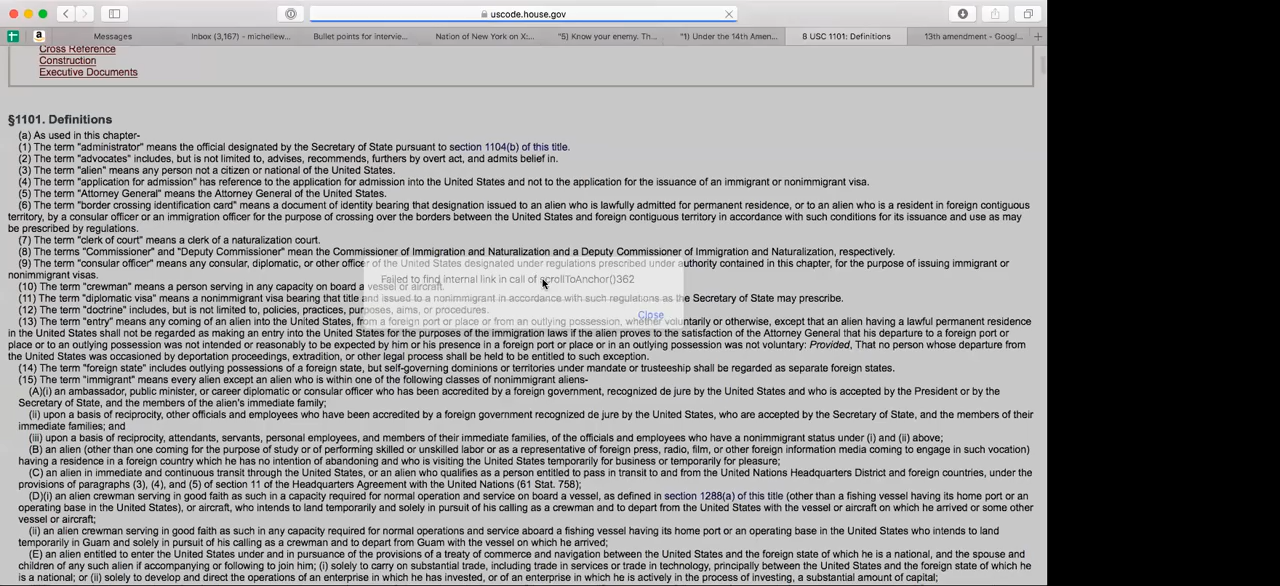 uscode.house.gov
Messages
Inbox (3,167) - michellew...
Bullet points for intervie...
Nation of New York on X:...
"5) Know your enemy. Th...
"1) Under the 14th Amen...
8 USC 1101: Definitions
13th amendment - Googl...
Cross Reference
Construction
Executive Documents
§1101. Definitions
(a) As used in this chapter-
(1) The term "administrator" means the official designated by the Secretary of State pursuant to section 1104(b) of this title.
(2) The term "advocates" includes, but is not limited to, advises, recommends, furthers by overt act, and admits belief in.
(3) The term "alien" means any person not a citizen or national of the United States.
(4) The term "application for admission" has reference to the application for admission into the United States and not to the application for the issuance of an immigrant or nonimmigrant visa.
(5) The term "Attorney General" means the Attorney General of the United States.
(6) The term "border crossing identification card" means a document of identity bearing that designation issued to an alien who is lawfully admitted for permanent residence, or to an alien who is a resident in foreign contiguous
territory, by a consular officer or an immigration officer for the purpose of crossing over the borders between the United States and foreign contiguous territory in accordance with such conditions for its issuance and use as may
be prescribed by regulations.
(7) The term "clerk of court" means a clerk of a naturalization court.
(8) The terms "Commissioner" and "Deputy Commissioner" mean the Commissioner of Immigration and Naturalization and a Deputy Commissioner of Immigration and Naturalization, respectively.
(9) The term "consular officer" means any consular, diplomatic, or other officer of the United States designated under regulations prescribed under authority contained in this chapter, for the purpose of issuing immigrant or
nonimmigrant visas.
Failed to find internal link in call of scrollToAnchor()362
(10) The term "crewman" means a person serving in any capacity on board a vessel or aircraft.
(11) The term "diplomatic visa" means a nonimmigrant visa bearing that title and issued to a nonimmigrant in accordance with such regulations as the Secretary of State may prescribe.
(12) The term "doctrine" includes, but is not limited to, policies, practices, purposes, aims, or procedures.
Close
(13) The term "entry" means any coming of an alien into the United States, from a foreign port or place or from an outlying possession, whether voluntarily or otherwise, except that an alien having a lawful permanent residence
in the United States shall not be regarded as making an entry into the United States for the purposes of the immigration laws if the alien proves to the satisfaction of the Attorney General that his departure to a foreign port or
place or to an outlying possession was not intended or reasonably to be expected by him or his presence in a foreign port or place or in an outlying possession was not voluntary: Provided, That no person whose departure from
the United States was occasioned by deportation proceedings, extradition, or other legal process shall be held to be entitled to such exception.
(14) The term "foreign state" includes outlying possessions of a foreign state, but self-governing dominions or territories under mandate or trusteeship shall be regarded as separate foreign states.
(15) The term "immigrant" means every alien except an alien who is within one of the following classes of nonimmigrant aliens-
(A)(i) an ambassador, public minister, or career diplomatic or consular officer who has been accredited by a foreign government, recognized de jure by the United States and who is accepted by the President or by the
Secretary of State, and the members of the alien's immediate family;
(ii) upon a basis of reciprocity, other officials and employees who have been accredited by a foreign government recognized de jure by the United States, who are accepted by the Secretary of State, and the members of their
immediate families; and
(iii) upon a basis of reciprocity, attendants, servants, personal employees, and members of their immediate families, of the officials and employees who have a nonimmigrant status under (i) and (ii) above;
(B) an alien (other than one coming for the purpose of study or of performing skilled or unskilled labor or as a representative of foreign press, radio, film, or other foreign information media coming to engage in such vocation)
having a residence in a foreign country which he has no intention of abandoning and who is visiting the United States temporarily for business or temporarily for pleasure;
(C) an alien in immediate and continuous transit through the United States, or an alien who qualifies as a person entitled to pass in transit to and from the United Nations Headquarters District and foreign countries, under the
provisions of paragraphs (3), (4), and (5) of section 11 of the Headquarters Agreement with the United Nations (61 Stat. 758);
(D)(i) an alien crewman serving in good faith as such in a capacity required for normal operation and service on board a vessel, as defined in section 1288(a) of this title (other than a fishing vessel having its home port or an
operating base in the United States), or aircraft, who intends to land temporarily and solely in pursuit of his calling as a crewman and to depart from the United States with the vessel or aircraft on which he arrived or some other
vessel or aircraft;
(ii) an alien crewman serving in good faith as such in any capacity required for normal operations and service aboard a fishing vessel having its home port or an operating base in the United States who intends to land
temporarily in Guam and solely in pursuit of his calling as a crewman and to depart from Guam with the vessel on which he arrived;
(E) an alien entitled to enter the United States under and in pursuance of the provisions of a treaty of commerce and navigation between the United States and the foreign state of which he is a national, and the spouse and
children of any such alien if accompanying or following to join him; (i) solely to carry on substantial trade, including trade in services or trade in technology, principally between the United States and the foreign state of which he
is a national; or (ii) solely to develop and direct the operations of an enterprise in which he has invested, or of an enterprise in which he is actively in the process of investing, a substantial amount of capital;